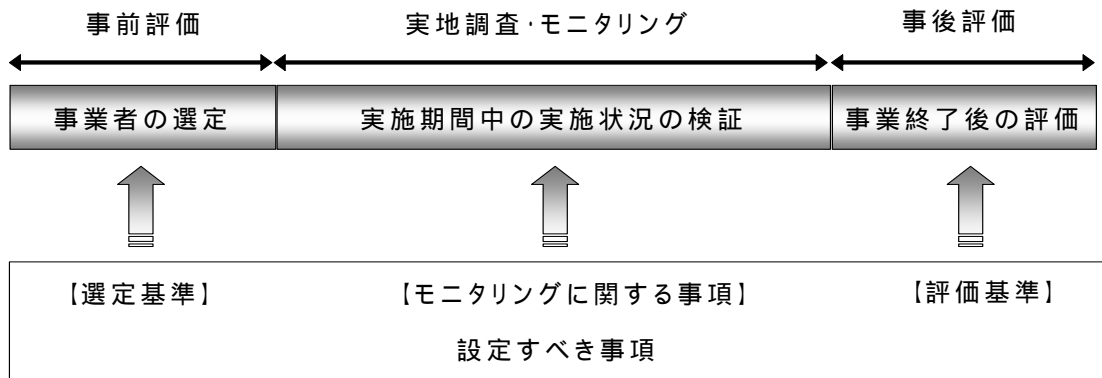 事前評価 実地調査・モニタリング 事後評価
事業者の選定 実施期間中の実施状況の検証 事業終了後の評価
【選定基準】 【モニタリングに関する事項】 【評価基準】
設定すべき事項